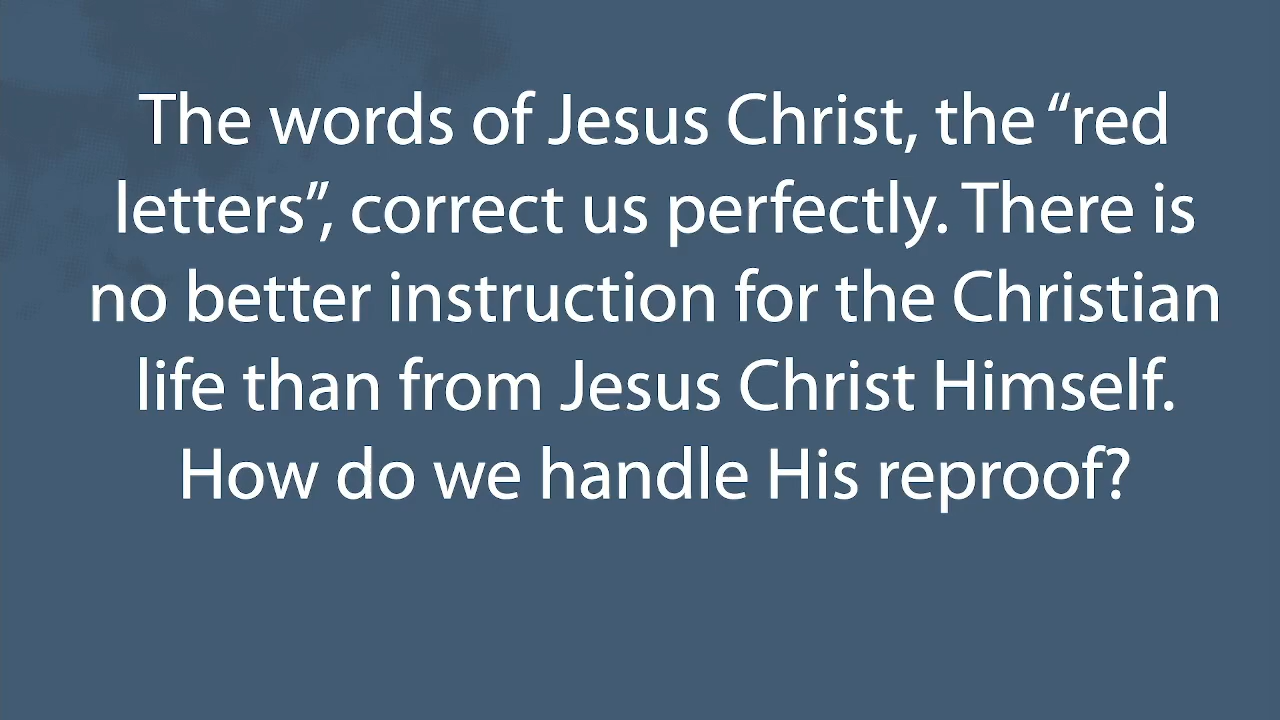 The words of Jesus Christ, the “red
letters”, correct us perfectly. There is
no better instruction for the Christian
life than from Jesus Christ Himself.
How do we handle His reproof?